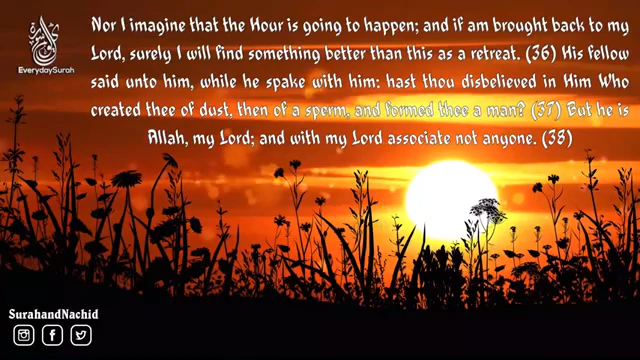 Nor I imagine that the Hour is going to happen; and if am brought back to my
Lord, surely I will find something better than this as a retreat. (36) His fellow
said unto him, while he spake with him: hast thou disbelieved in Him Who
created thee of dust, then of a sperm, and formed thee a man? (37) But he is
Allah, my Lord; and with my Lord associate not anyone. (38)
EverydaySurah
SurahandNachid